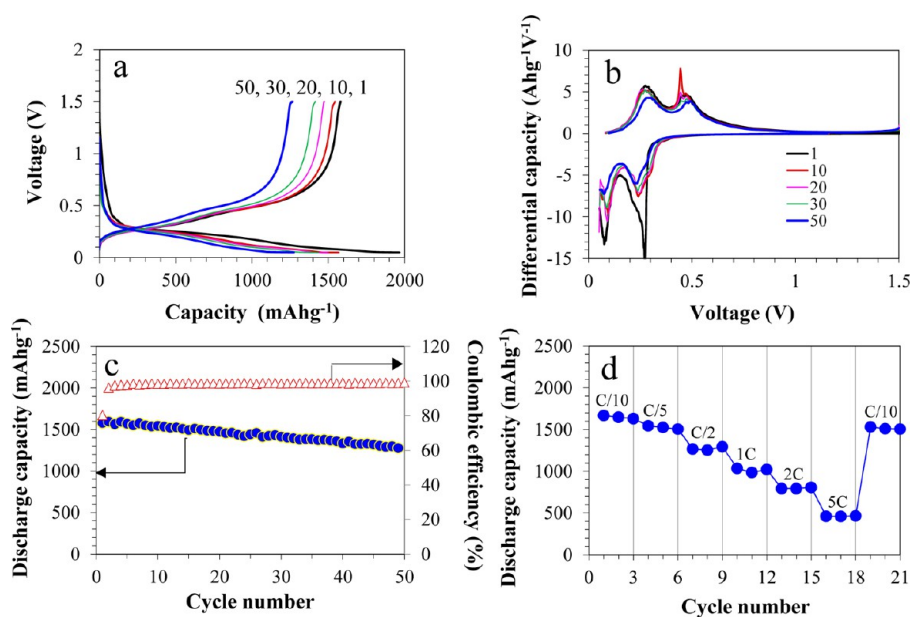 a
50, 30, 20, 10, 1
Voltage (V)
2
1.5
1
0.5
0
0 500 1000 1500 2000
Capacity (mAhg⁻¹)
b
Differential capacity (Ahg⁻¹V⁻¹)
10
5
0
-5
-10
-15
1
10
20
30
50
0 0.5 1 1.5
Voltage (V)
c
Discharge capacity (mAhg⁻¹)
2500
2000
1500
1000
500
0
0 10 20 30 40 50
Cycle number
120
100
80
60
40
20
0
Coulombic efficiency (%)
d
Discharge capacity (mAhg⁻¹)
2500
2000
1500
1000
500
0
C/10
C/5
C/2
1C
2C
5C
C/10
0 3 6 9 12 15 18 21
Cycle number